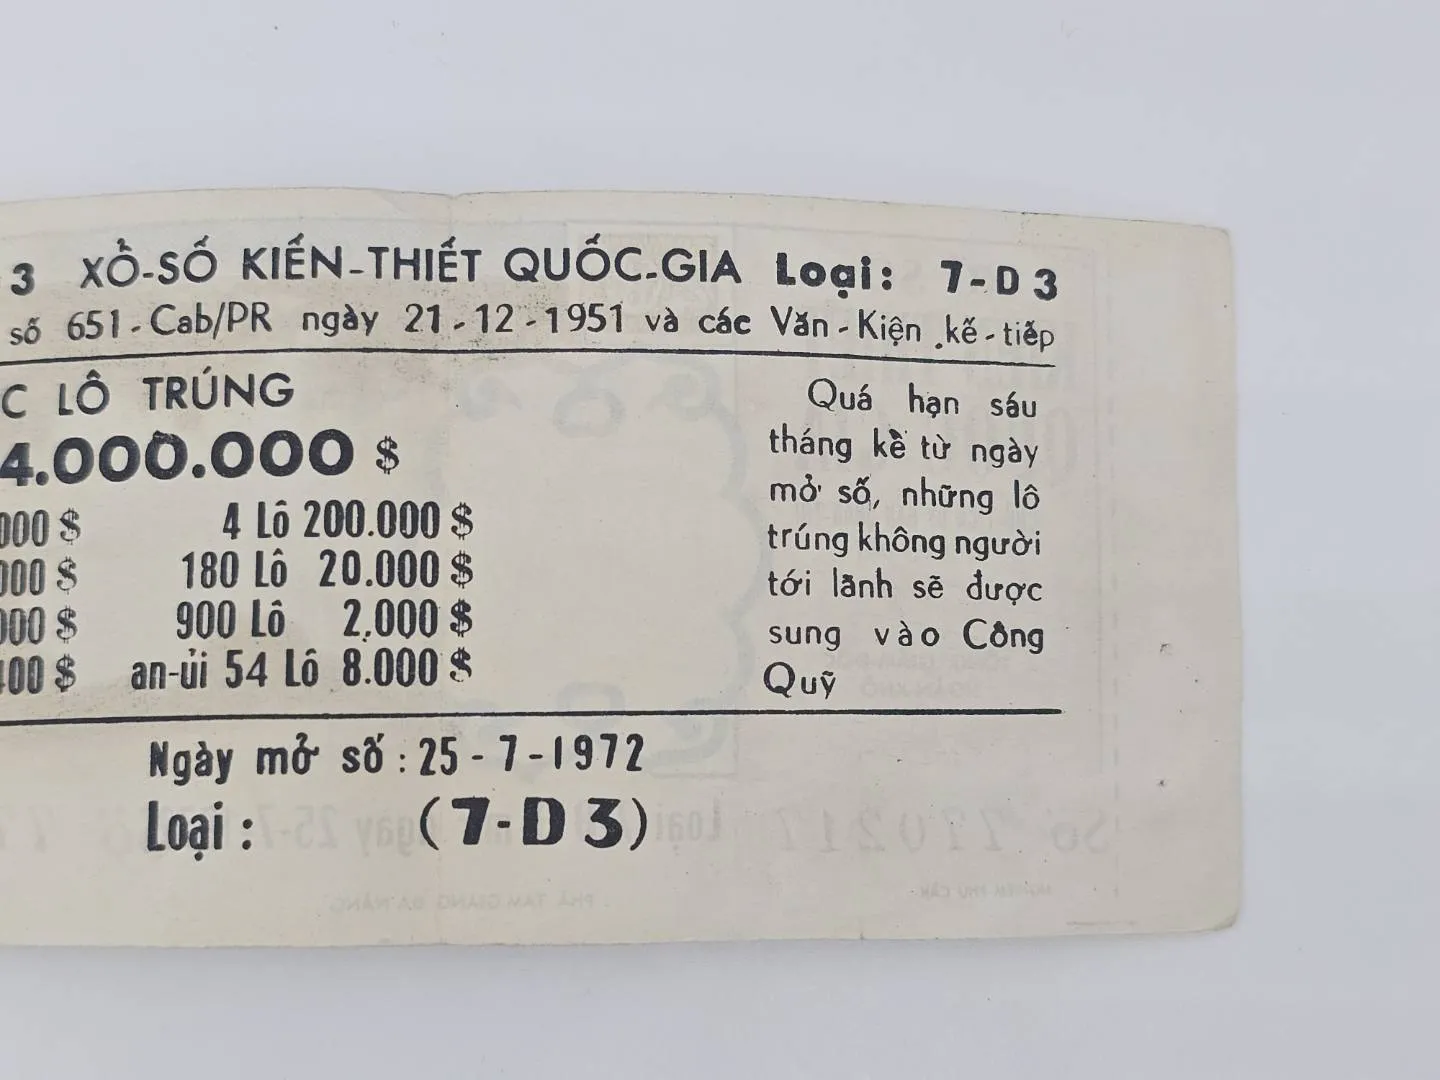 3 XỔ-SỐ KIẾN-THIẾT QUỐC-GIA Loại: 7-D3
số 651-Cab/PR ngày 21-12-1951 và các Văn-Kiện kế-tiếp
C LÔ TRÚNG
4.000.000 $
000 $ 4 Lô 200.000 $
000 $ 180 Lô 20.000 $
000 $ 900 Lô 2.000 $
400 $ an-ủi 54 Lô 8.000 $
Quá hạn sáu
tháng kể từ ngày
mở số, những lô
trúng không người
tới lãnh sẽ được
sung vào Công
Quỹ
Ngày mở số : 25-7-1972
Loại : (7-D3)